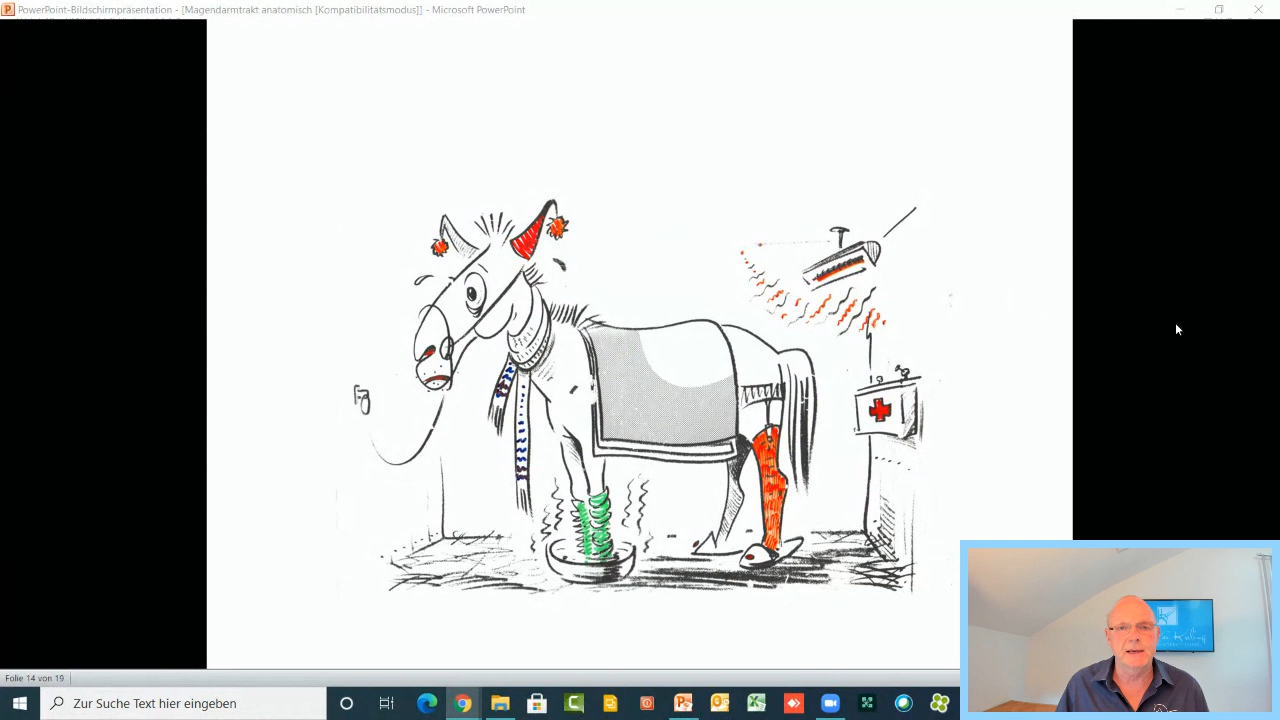 PowerPoint-Bildschirmpräsentation - [Magendarmtrakt anatomisch [Kompatibilitätsmodus]] - Microsoft PowerPoint
Folie 14 von 19
Zur Suche Text hier eingeben